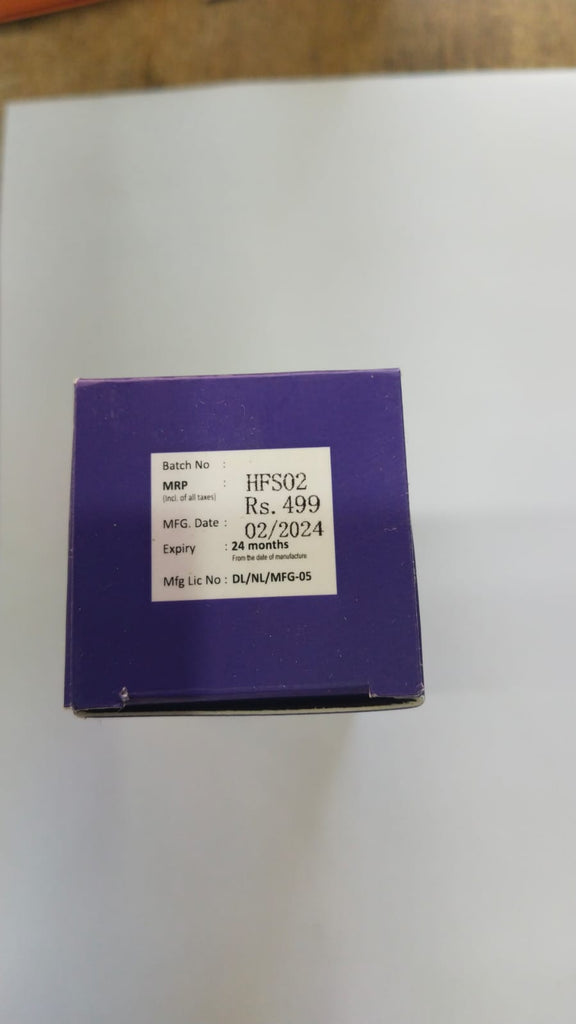 Batch No : HFS02
MRP : Rs. 499
(Incl. of all taxes)
MFG. Date : 02/2024
Expiry : 24 months
From the date of manufacture
Mfg Lic No : DL/NL/MFG-05